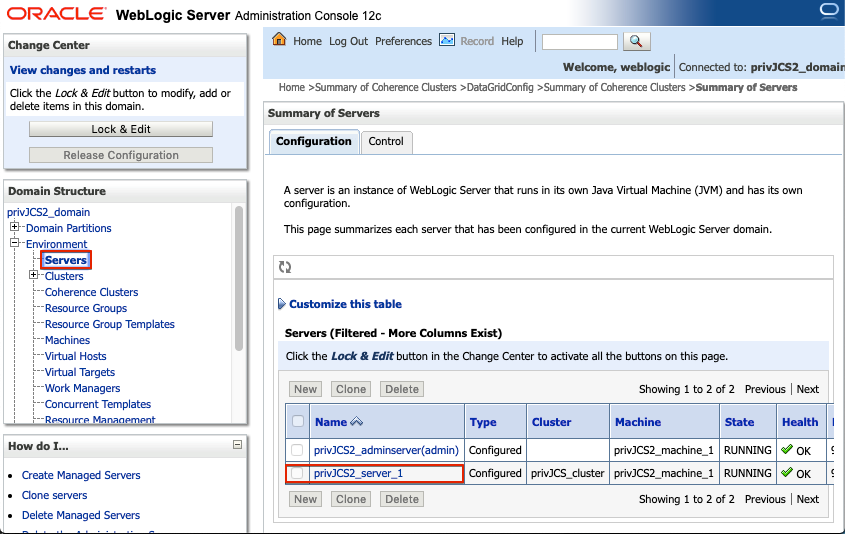 ORACLE WebLogic Server Administration Console 12c
Change Center
View changes and restarts
Click the Lock & Edit button to modify, add or
delete items in this domain.
Lock & Edit
Release Configuration
Domain Structure
privJCS2_domain
Domain Partitions
Environment
Servers
Clusters
Coherence Clusters
Resource Groups
Resource Group Templates
Machines
Virtual Hosts
Virtual Targets
Work Managers
Concurrent Templates
Resource Management
How do I...
Create Managed Servers
Clone servers
Delete Managed Servers
Home Log Out Preferences Record Help
Welcome, weblogic Connected to: privJCS2_domain
Home >Summary of Coherence Clusters >DataGridConfig >Summary of Coherence Clusters >Summary of Servers
Summary of Servers
Configuration Control
A server is an instance of WebLogic Server that runs in its own Java Virtual Machine (JVM) and has its own
configuration.
This page summarizes each server that has been configured in the current WebLogic Server domain.
Customize this table
Servers (Filtered - More Columns Exist)
Click the Lock & Edit button in the Change Center to activate all the buttons on this page.
New Clone Delete Showing 1 to 2 of 2 Previous | Next
Name Type Cluster Machine State Health
privJCS2_adminserver(admin) Configured privJCS2_machine_1 RUNNING OK
privJCS2_server_1 Configured privJCS_cluster privJCS2_machine_1 RUNNING OK
New Clone Delete Showing 1 to 2 of 2 Previous | Next